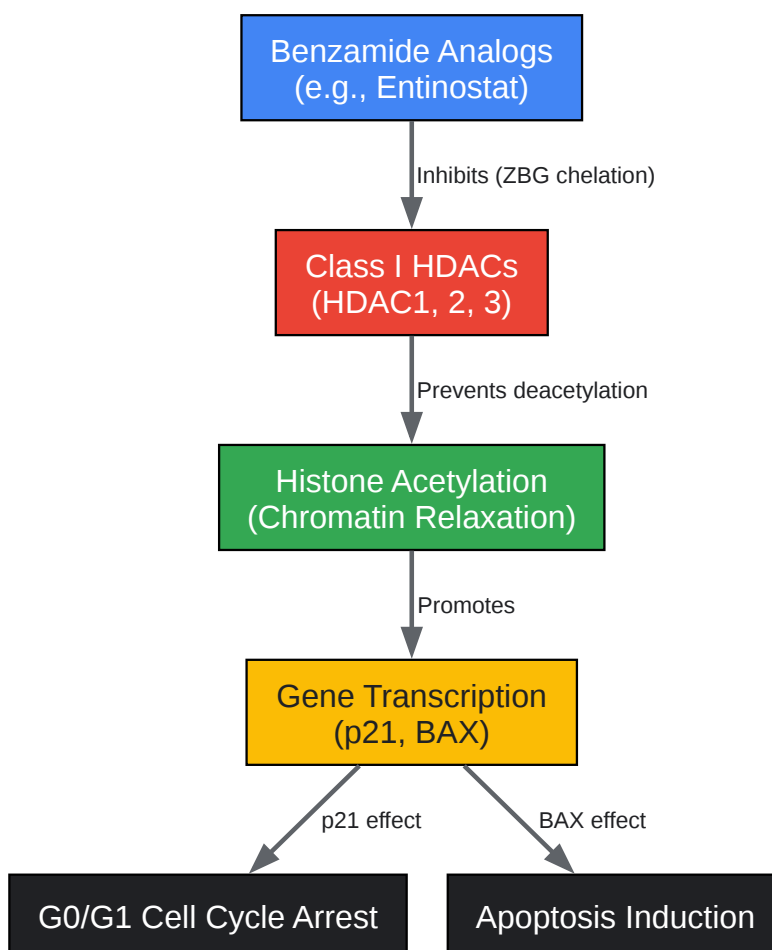 Benzamide Analogs
(e.g., Entinostat)
Inhibits (ZBG chelation)
Class I HDACs
(HDAC1, 2, 3)
Prevents deacetylation
Histone Acetylation
(Chromatin Relaxation)
Promotes
Gene Transcription
(p21, BAX)
p21 effect
BAX effect
G0/G1 Cell Cycle Arrest
Apoptosis Induction